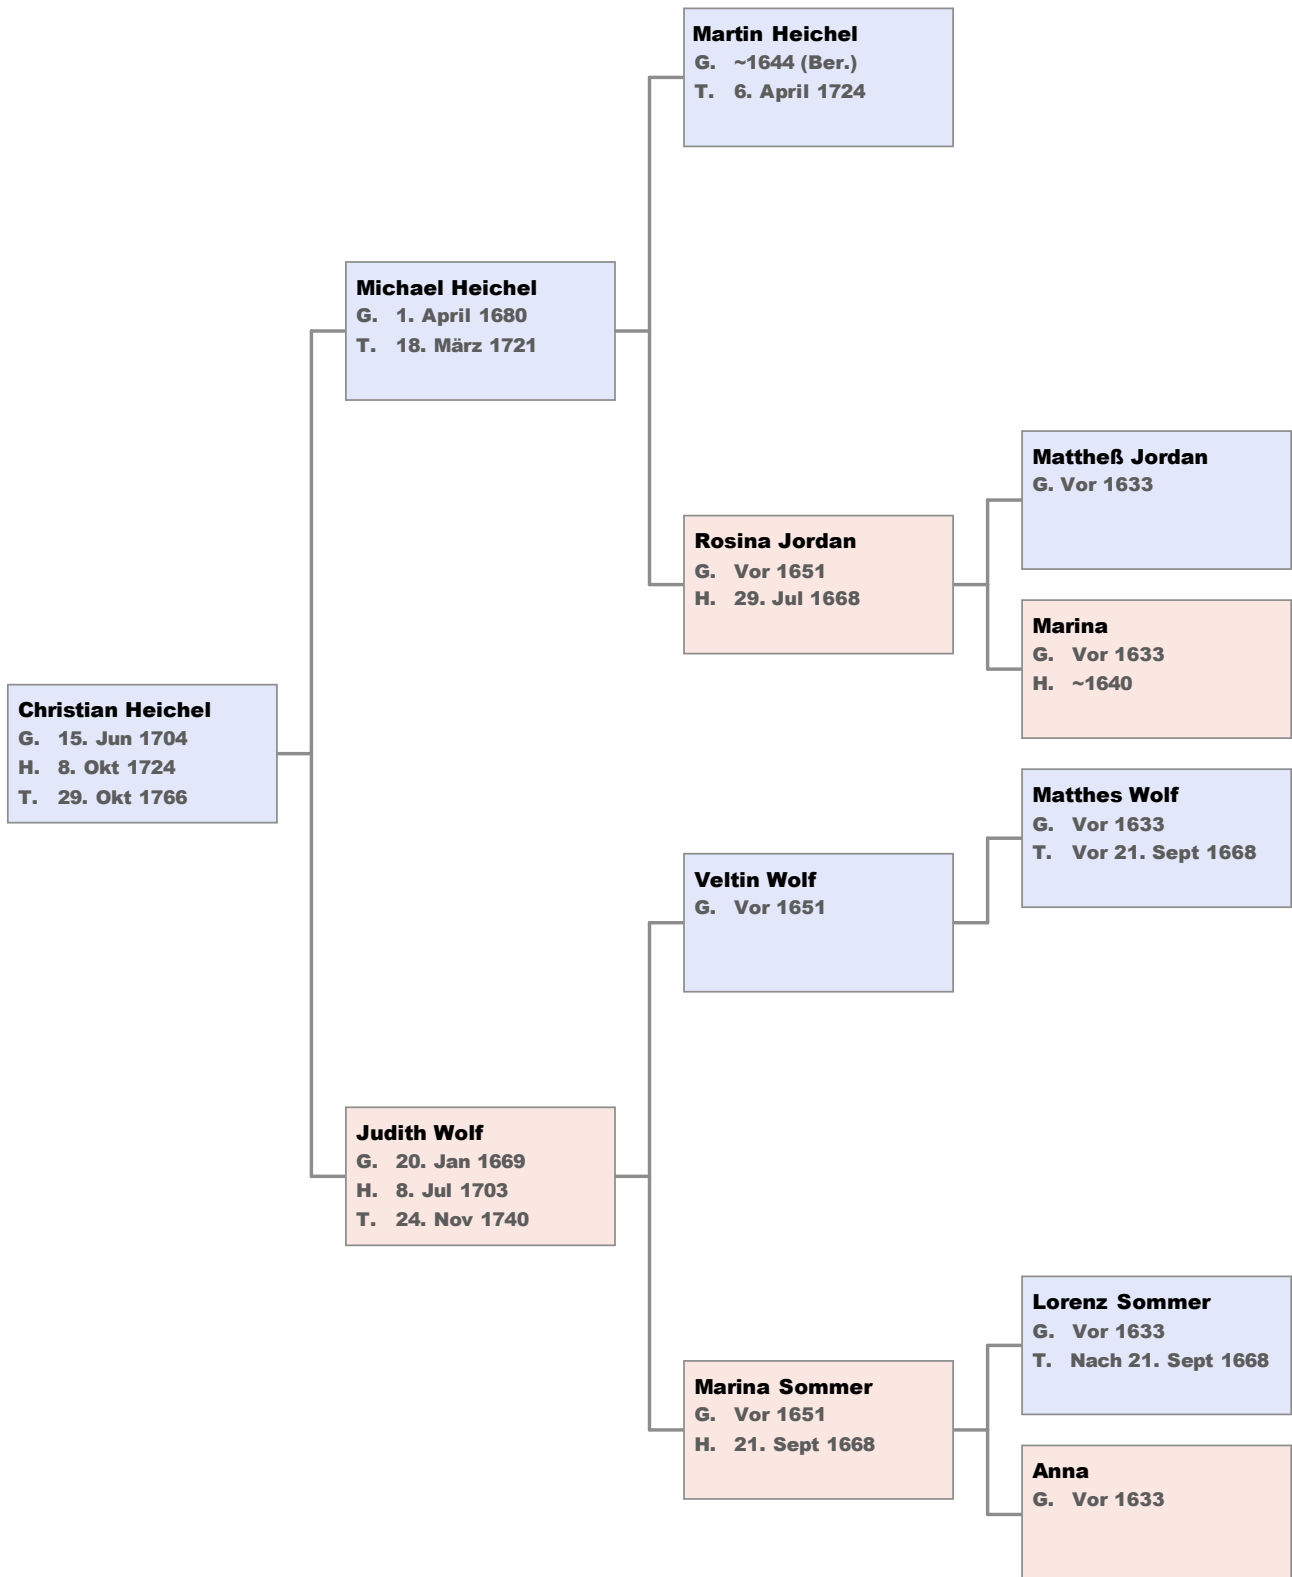 Martin Heichel
G. ~1644 (Ber.)
T. 6. April 1724
Michael Heichel
G. 1. April 1680
T. 18. März 1721
Mattheß Jordan
G. Vor 1633
Rosina Jordan
G. Vor 1651
H. 29. Jul 1668
Marina
G. Vor 1633
H. ~1640
Christian Heichel
G. 15. Jun 1704
H. 8. Okt 1724
T. 29. Okt 1766
Matthes Wolf
G. Vor 1633
T. Vor 21. Sept 1668
Veltin Wolf
G. Vor 1651
Judith Wolf
G. 20. Jan 1669
H. 8. Jul 1703
T. 24. Nov 1740
Lorenz Sommer
G. Vor 1633
T. Nach 21. Sept 1668
Marina Sommer
G. Vor 1651
H. 21. Sept 1668
Anna
G. Vor 1633